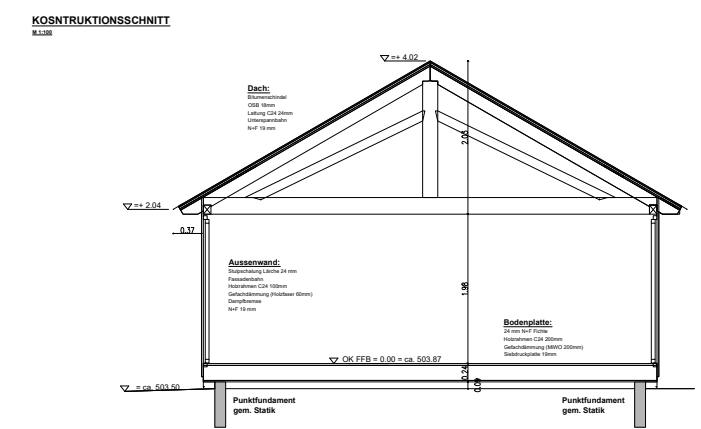 KOSNTRUKTIONSSCHNITT
M 1:100
=+ 4.02
Dach:
Bitumenschindel
OSB 18mm
Lattung C24 24mm
Unterspannbahn
N+F 19 mm
2.05
=+ 2.04
0.37
Aussenwand:
Stulpschalung Lärche 24 mm
Fassadenbahn
Holzrahmen C24 100mm
Gefachdämmung (Holzfaser 60mm)
Dampfbremse
N+F 19 mm
1.98
Bodenplatte:
24 mm N+F Fichte
Holzrahmen C24 200mm
Gefachdämmung (MIWO 200mm)
Siebdruckplatte 19mm
OK FFB = 0.00 = ca. 503.87
0.24
0.09
= ca. 503.50
Punktfundament
gem. Statik
Punktfundament
gem. Statik